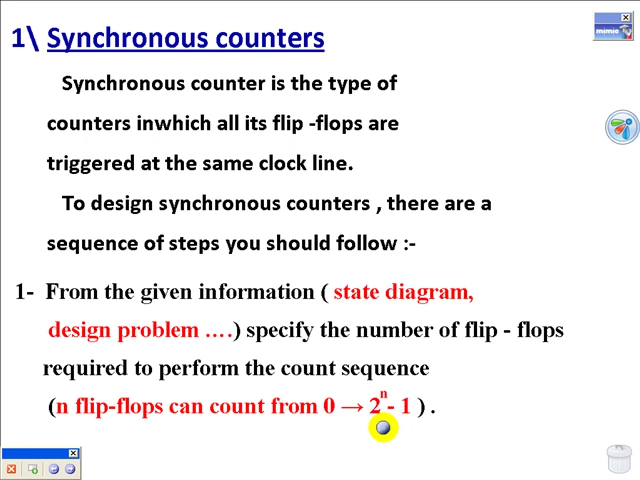 1\ Synchronous counters
mimio
Synchronous counter is the type of
counters inwhich all its flip -flops are
triggered at the same clock line.
To design synchronous counters , there are a
sequence of steps you should follow :-
1- From the given information ( state diagram,
design problem ....) specify the number of flip - flops
required to perform the count sequence
(n flip-flops can count from 0 → 2ⁿ- 1 ) .